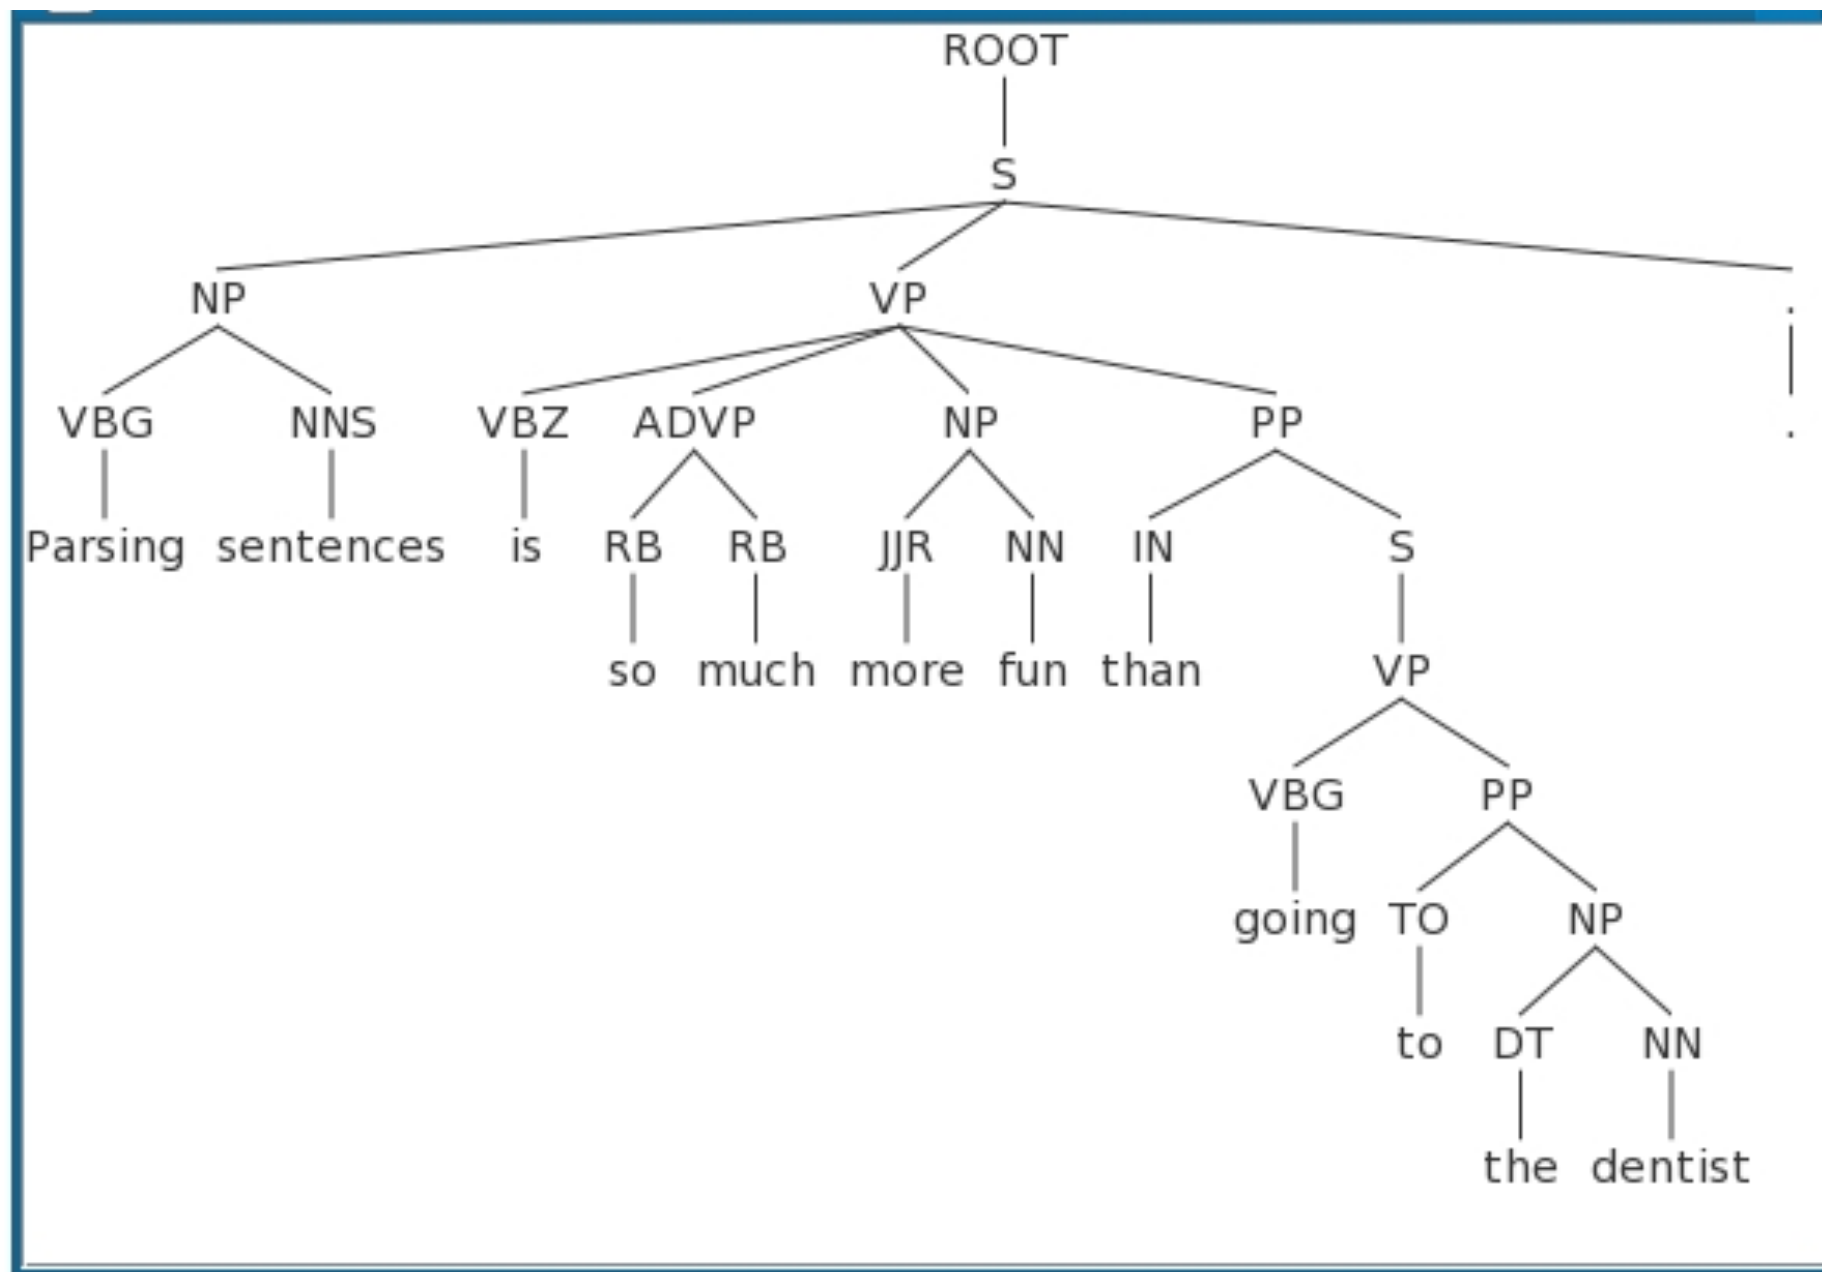 ROOT
S
NP VP .
VBG NNS VBZ ADVP NP PP .
Parsing sentences is RB RB JJR NN IN S
so much more fun than VP
VBG PP
going TO NP
to DT NN
the dentist